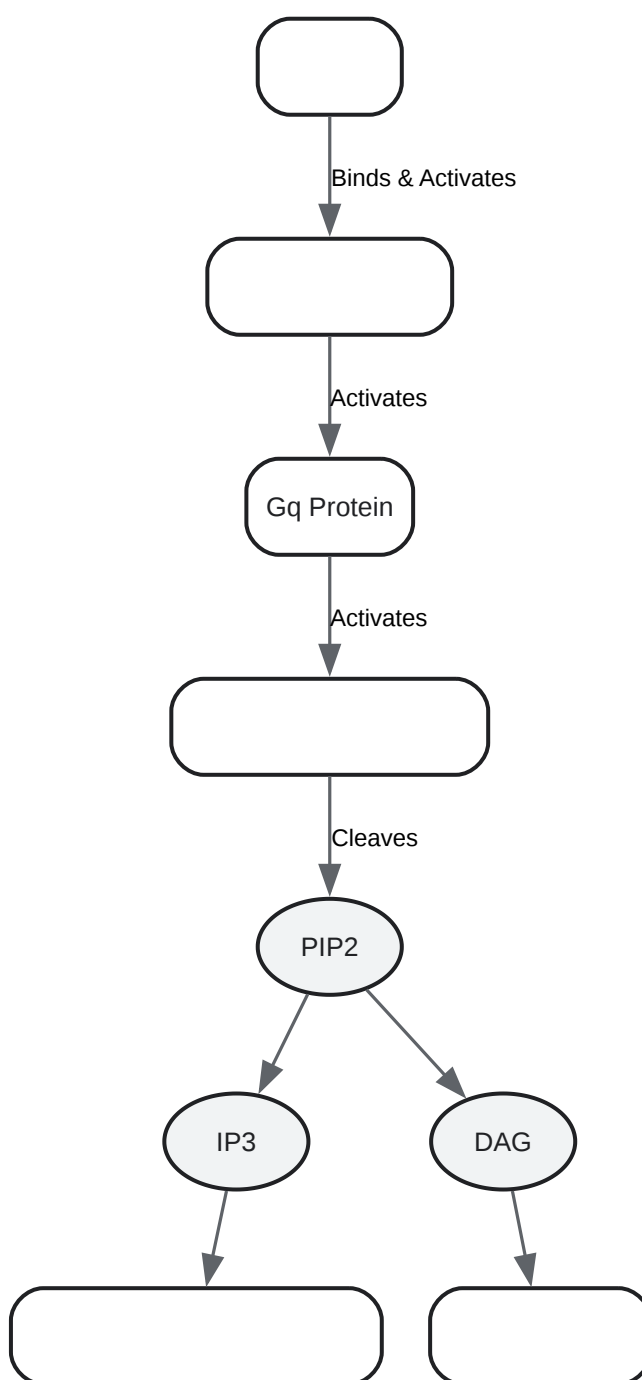 Binds & Activates
Activates
Gq Protein
Activates
Cleaves
PIP2
IP3
DAG